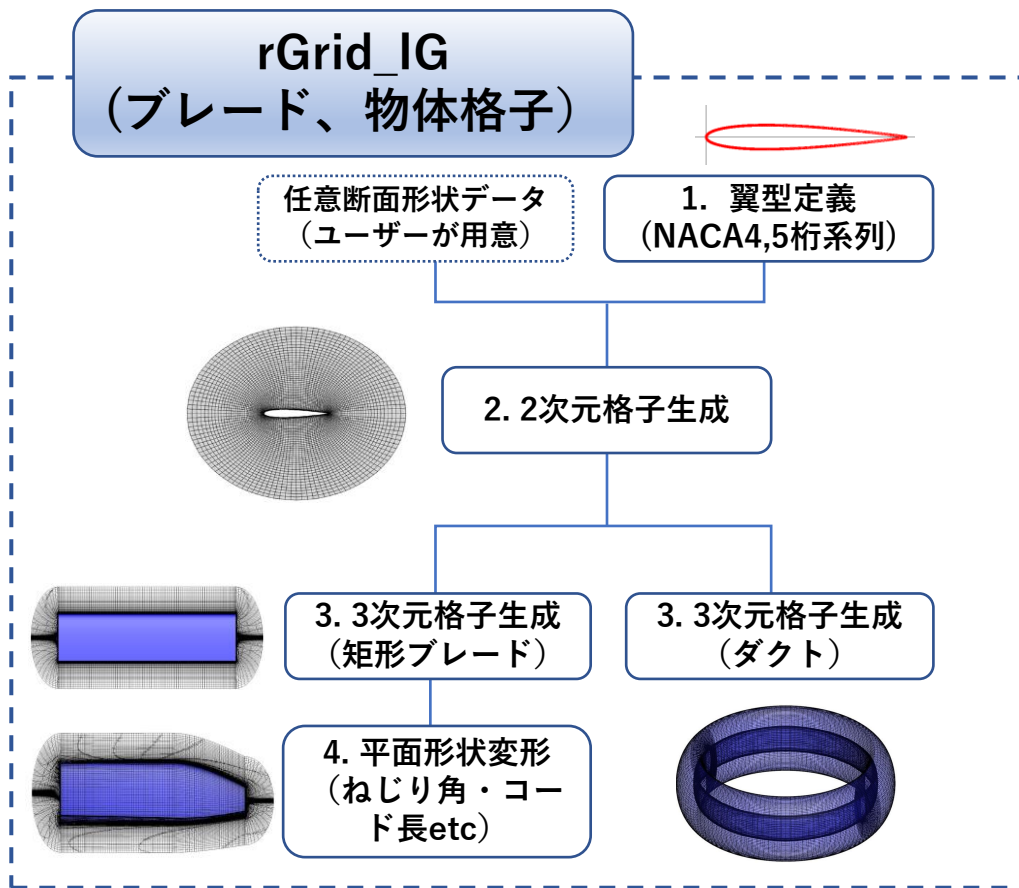 rGrid_IG
(ブレード、物体格子)
任意断面形状データ
（ユーザーが用意）
1. 翼型定義
(NACA4,5桁系列)
2. 2次元格子生成
3. 3次元格子生成
（矩形ブレード）
3. 3次元格子生成
（ダクト）
4. 平面形状変形
（ねじり角・コー
ド長etc）